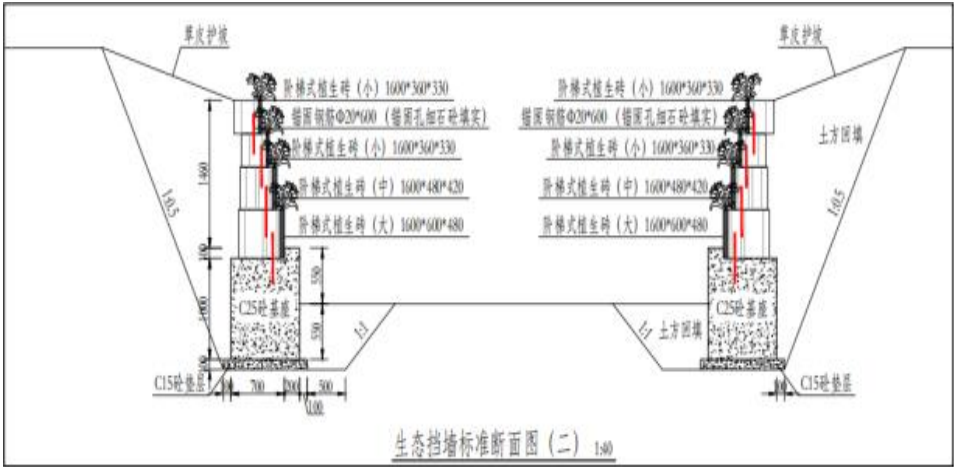 草皮护坡
草皮护坡
阶梯式植生砖（小）1600*360*330
阶梯式植生砖（小）1600*360*330
锚固钢筋Φ20*600（锚固孔细石砼填实）
锚固钢筋Φ20*600（锚固孔细石砼填实）
土方回填
阶梯式植生砖（小）1600*360*330
阶梯式植生砖（小）1600*360*330
1460
阶梯式植生砖（中）1600*480*420
阶梯式植生砖（中）1600*480*420
1:0.5
1:0.5
阶梯式植生砖（大）1600*600*480
阶梯式植生砖（大）1600*600*480
100
550
C25砼基座
C25砼基座
1000
550
1:1
1:1
土方回填
C15砼垫层
700
200
500
100
C15砼垫层
生态挡墙标准断面图（二） 1:40